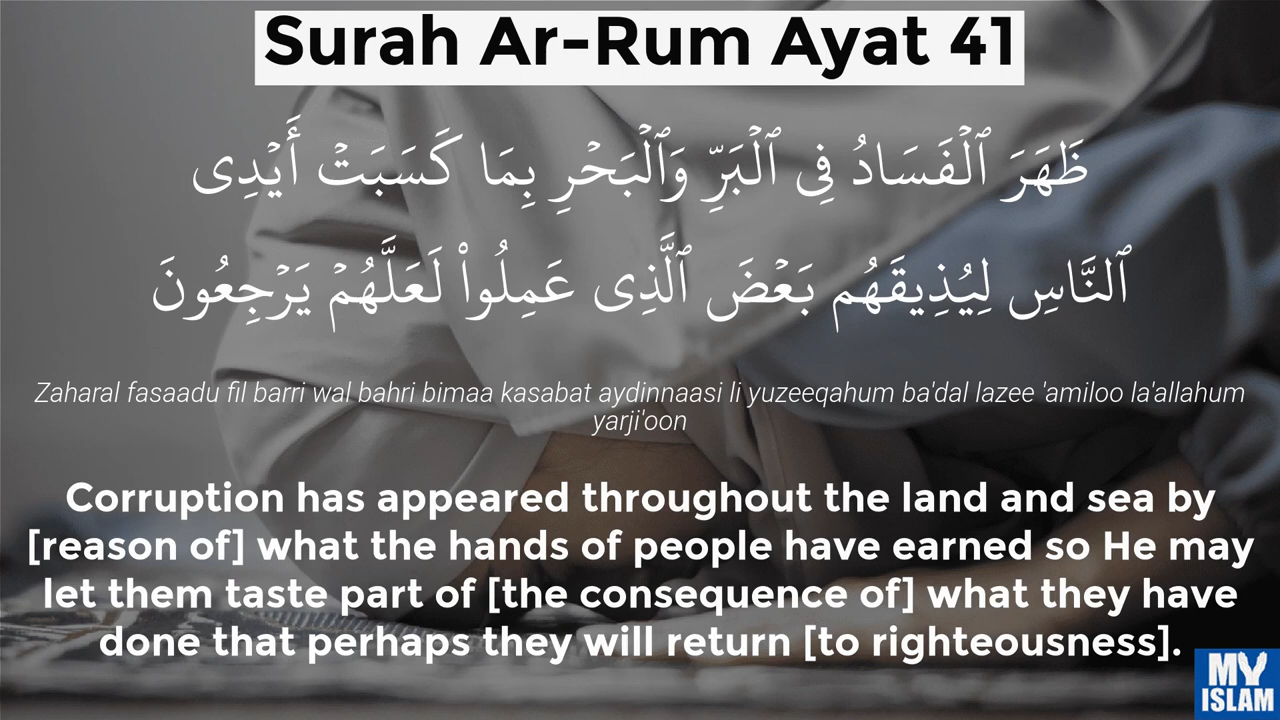 Surah Ar-Rum Ayat 41
ظَهَرَ ٱلْفَسَادُ فِى ٱلْبَرِّ وَٱلْبَحْرِ بِمَا كَسَبَتْ أَيْدِى
ٱلنَّاسِ لِيُذِيقَهُم بَعْضَ ٱلَّذِى عَمِلُوا۟ لَعَلَّهُمْ يَرْجِعُونَ
Zaharal fasaadu fil barri wal bahri bimaa kasabat aydinnaasi li yuzeeqahum ba'dal lazee 'amiloo la'allahum
yarji'oon
Corruption has appeared throughout the land and sea by
[reason of] what the hands of people have earned so He may
let them taste part of [the consequence of] what they have
done that perhaps they will return [to righteousness].
MY
ISLAM